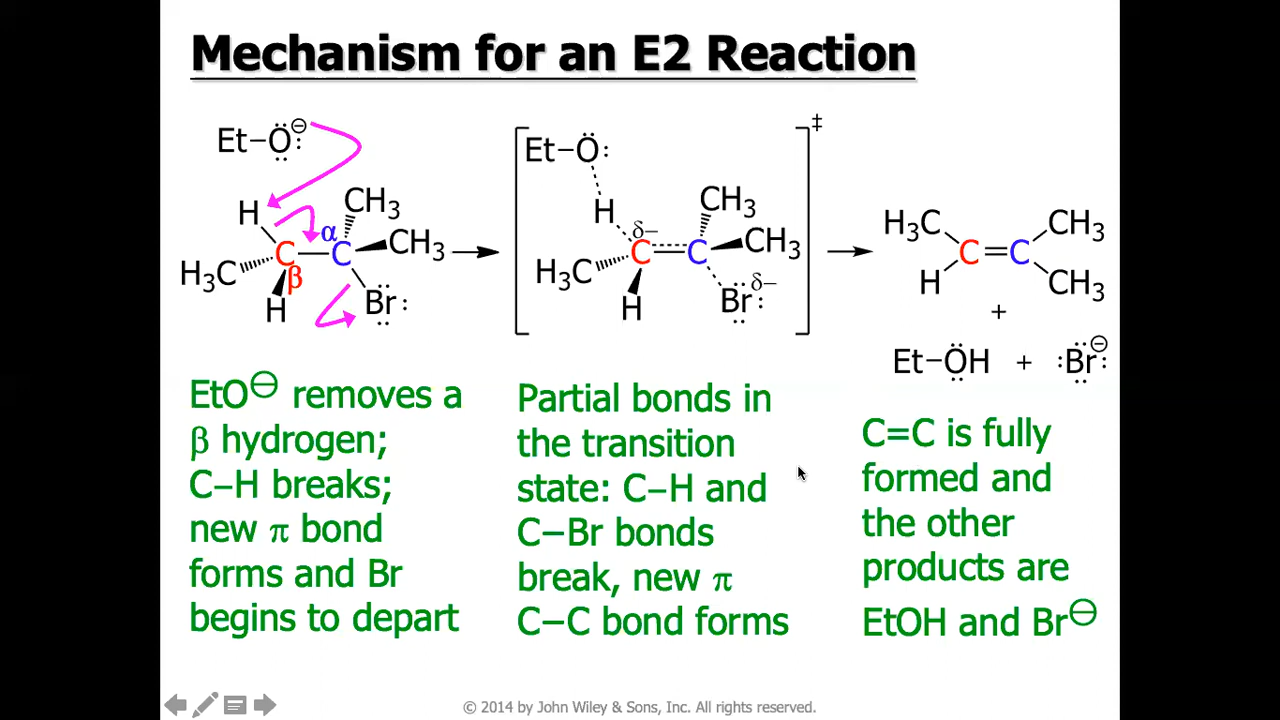 Mechanism for an E2 Reaction
Et–Ö:⊖
H
CH₃
α
C
C
CH₃
H₃C
β
H
Br:
Et–Ö:
‡
H
CH₃
δ–
C
C
CH₃
H₃C
δ–
H
Br:
H₃C
CH₃
C=C
H
CH₃
+
Et–ÖH + :Br:⊖
EtO⊖ removes a
β hydrogen;
C–H breaks;
new π bond
forms and Br
begins to depart
Partial bonds in
the transition
state: C–H and
C–Br bonds
break, new π
C–C bond forms
C=C is fully
formed and
the other
products are
EtOH and Br⊖
© 2014 by John Wiley & Sons, Inc. All rights reserved.